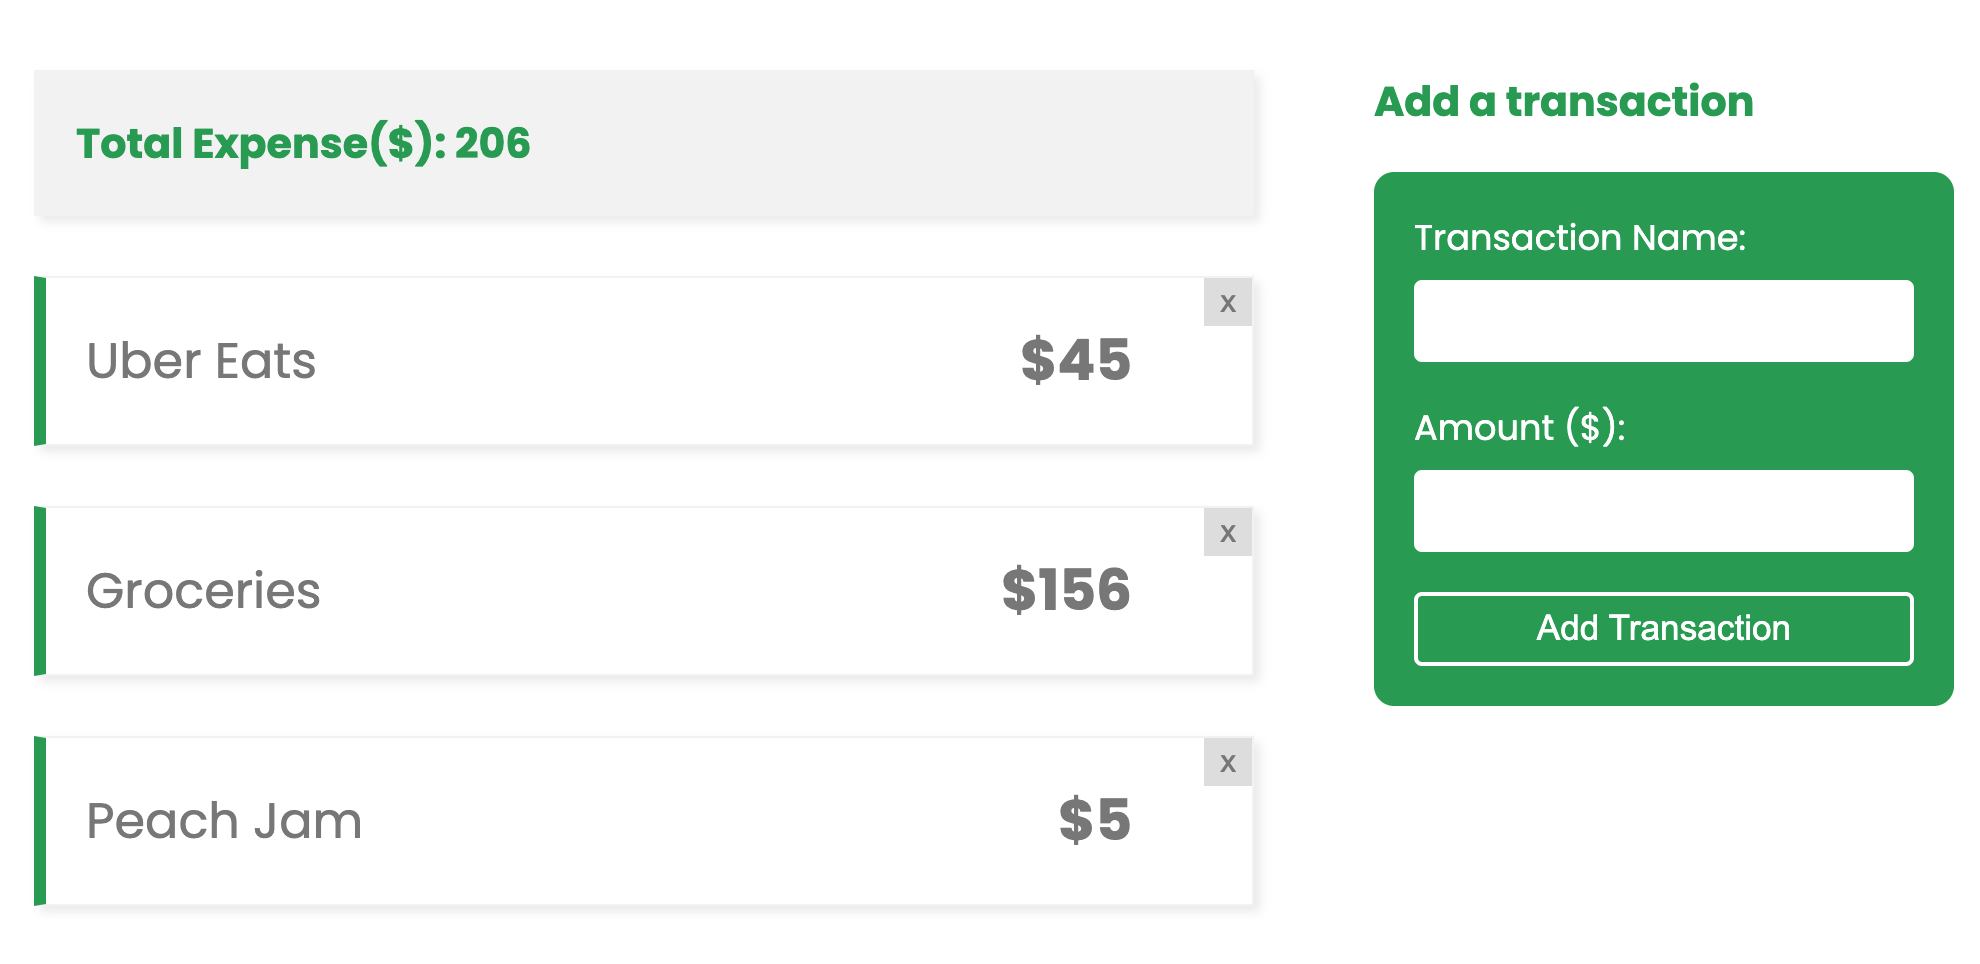 Total Expense($): 206
Uber Eats
$45
x
Groceries
$156
x
Peach Jam
$5
x
Add a transaction
Transaction Name:
Amount ($):
Add Transaction